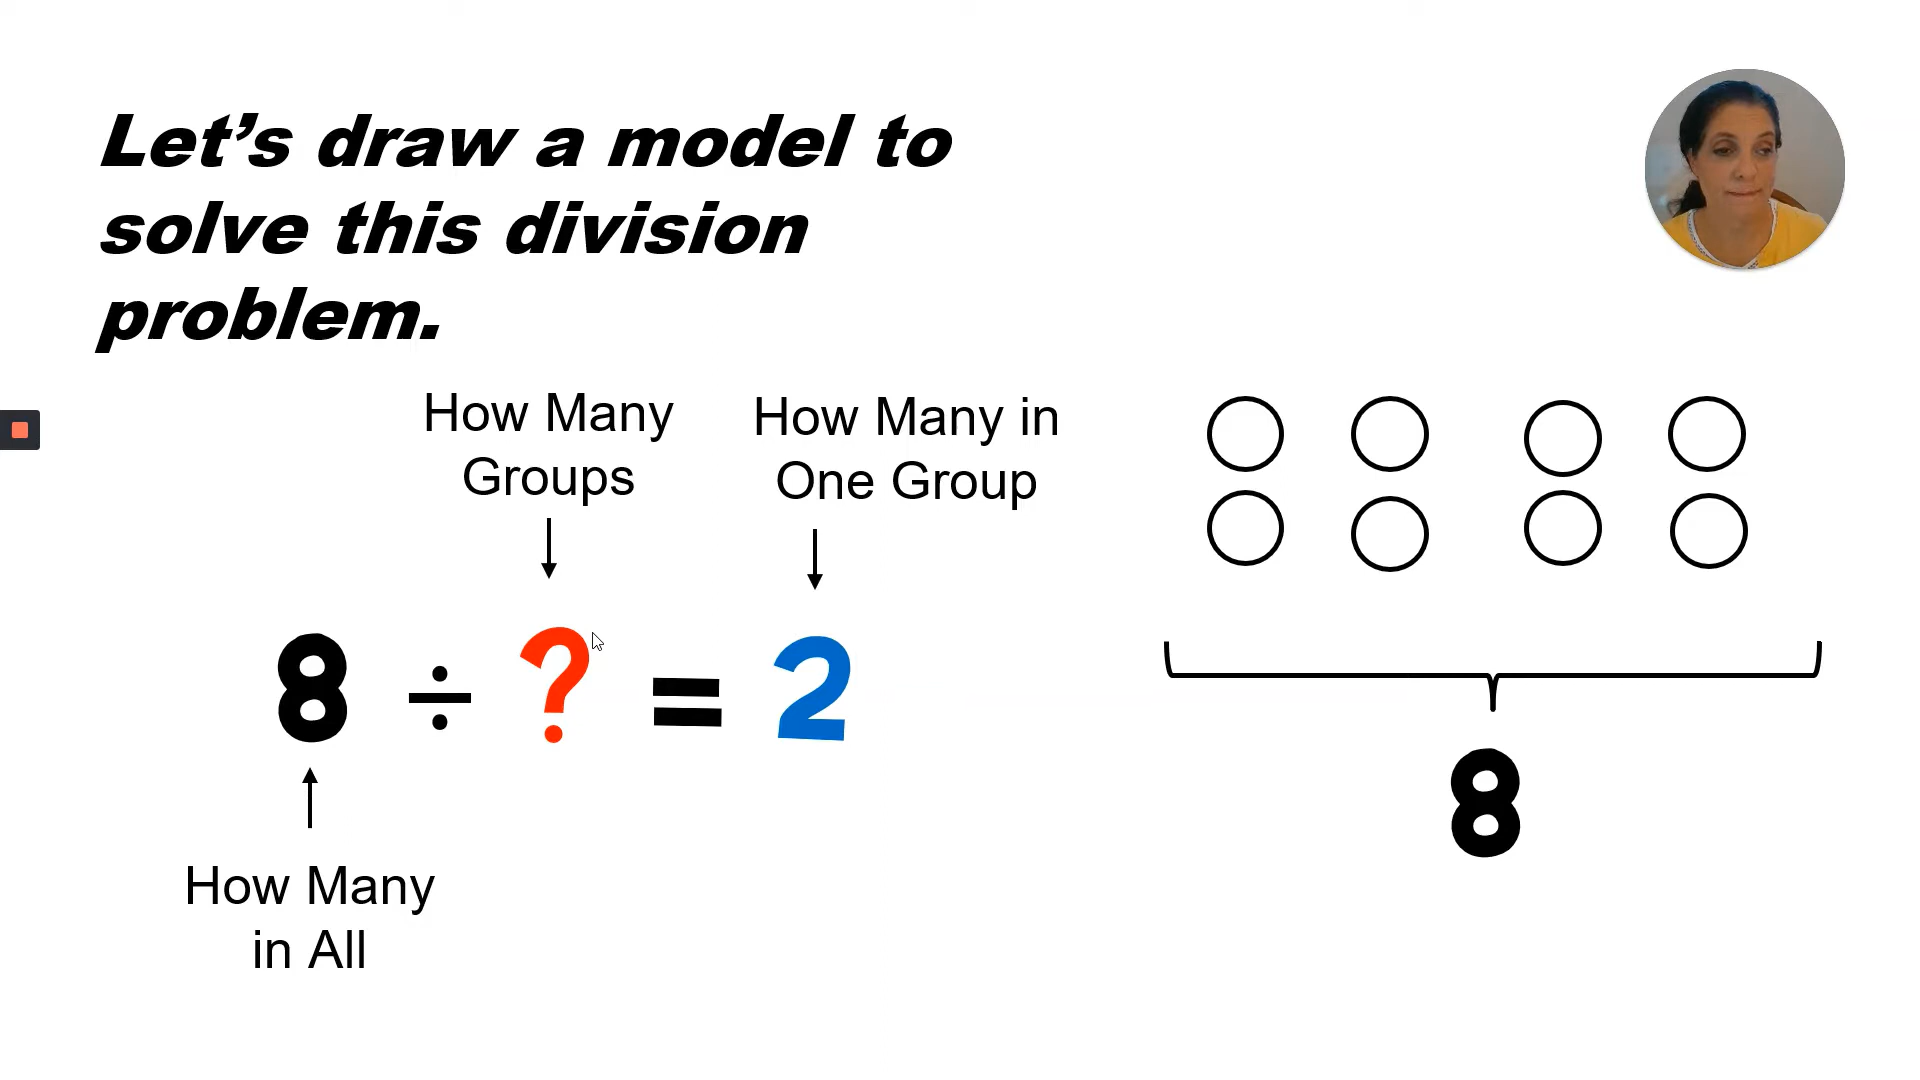 Let's draw a model to
solve this division
problem.
How Many
Groups
How Many in
One Group
8 ÷ ? = 2
How Many
in All
8